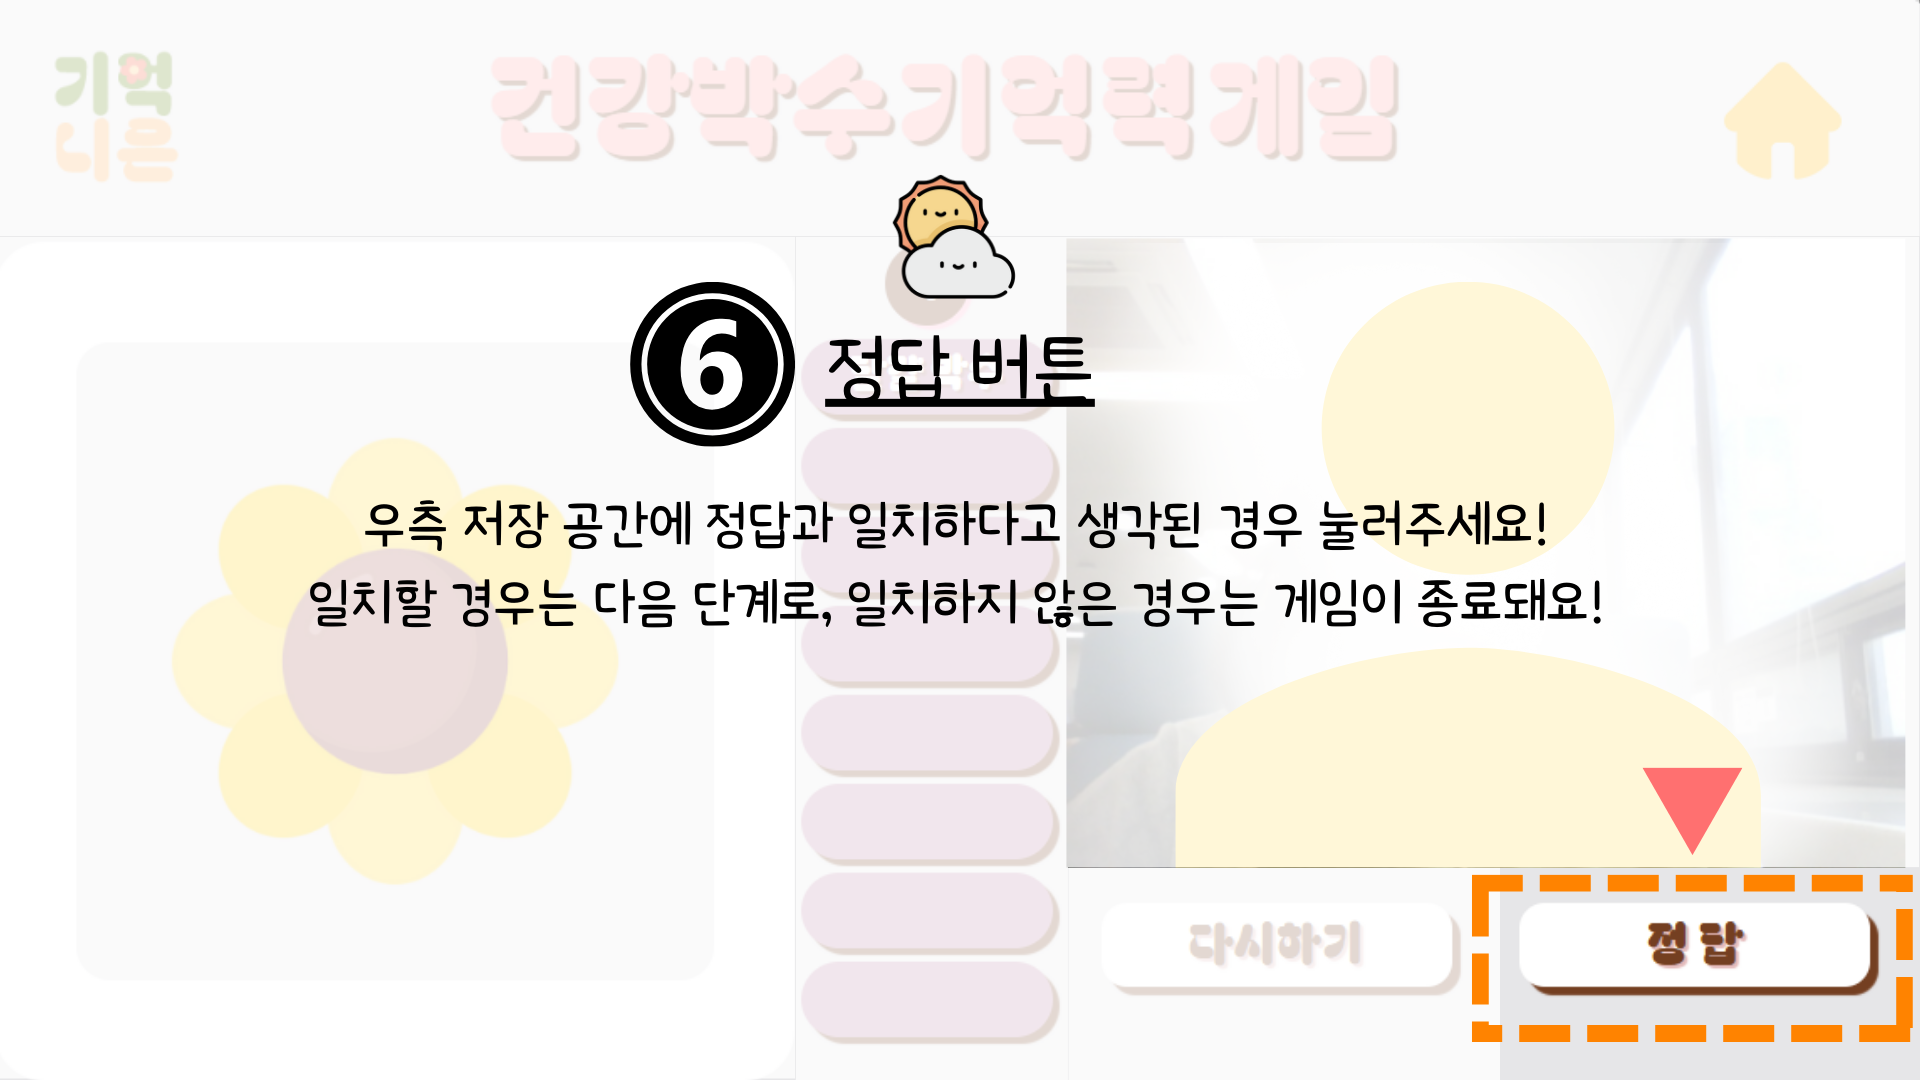 기억
니은
건강박수기억력게임
6 정답 버튼
우측 저장 공간에 정답과 일치하다고 생각된 경우 눌러주세요!
일치할 경우는 다음 단계로, 일치하지 않은 경우는 게임이 종료돼요!
다시하기
정답